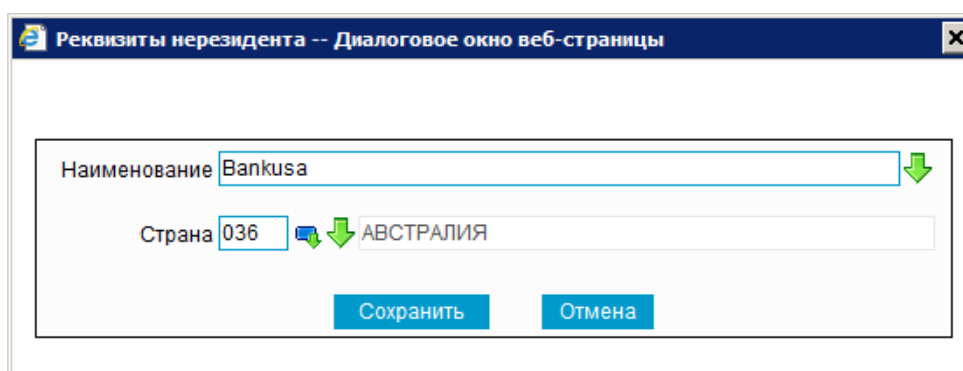 Реквизиты нерезидента -- Диалоговое окно веб-страницы
Наименование Bankusa
Страна 036 АВСТРАЛИЯ
Сохранить Отмена